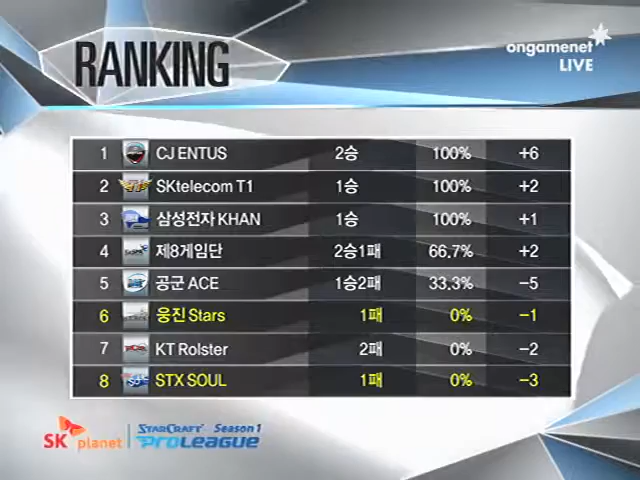 RANKING
ongamenet
LIVE
1 CJ ENTUS 2승 100% +6
2 SKtelecom T1 1승 100% +2
3 삼성전자 KHAN 1승 100% +1
4 제8게임단 2승1패 66.7% +2
5 공군 ACE 1승2패 33.3% -5
6 웅진 Stars 1패 0% -1
7 KT Rolster 2패 0% -2
8 STX SOUL 1패 0% -3
SK planet
STARCRAFT Season 1
PROLEAGUE